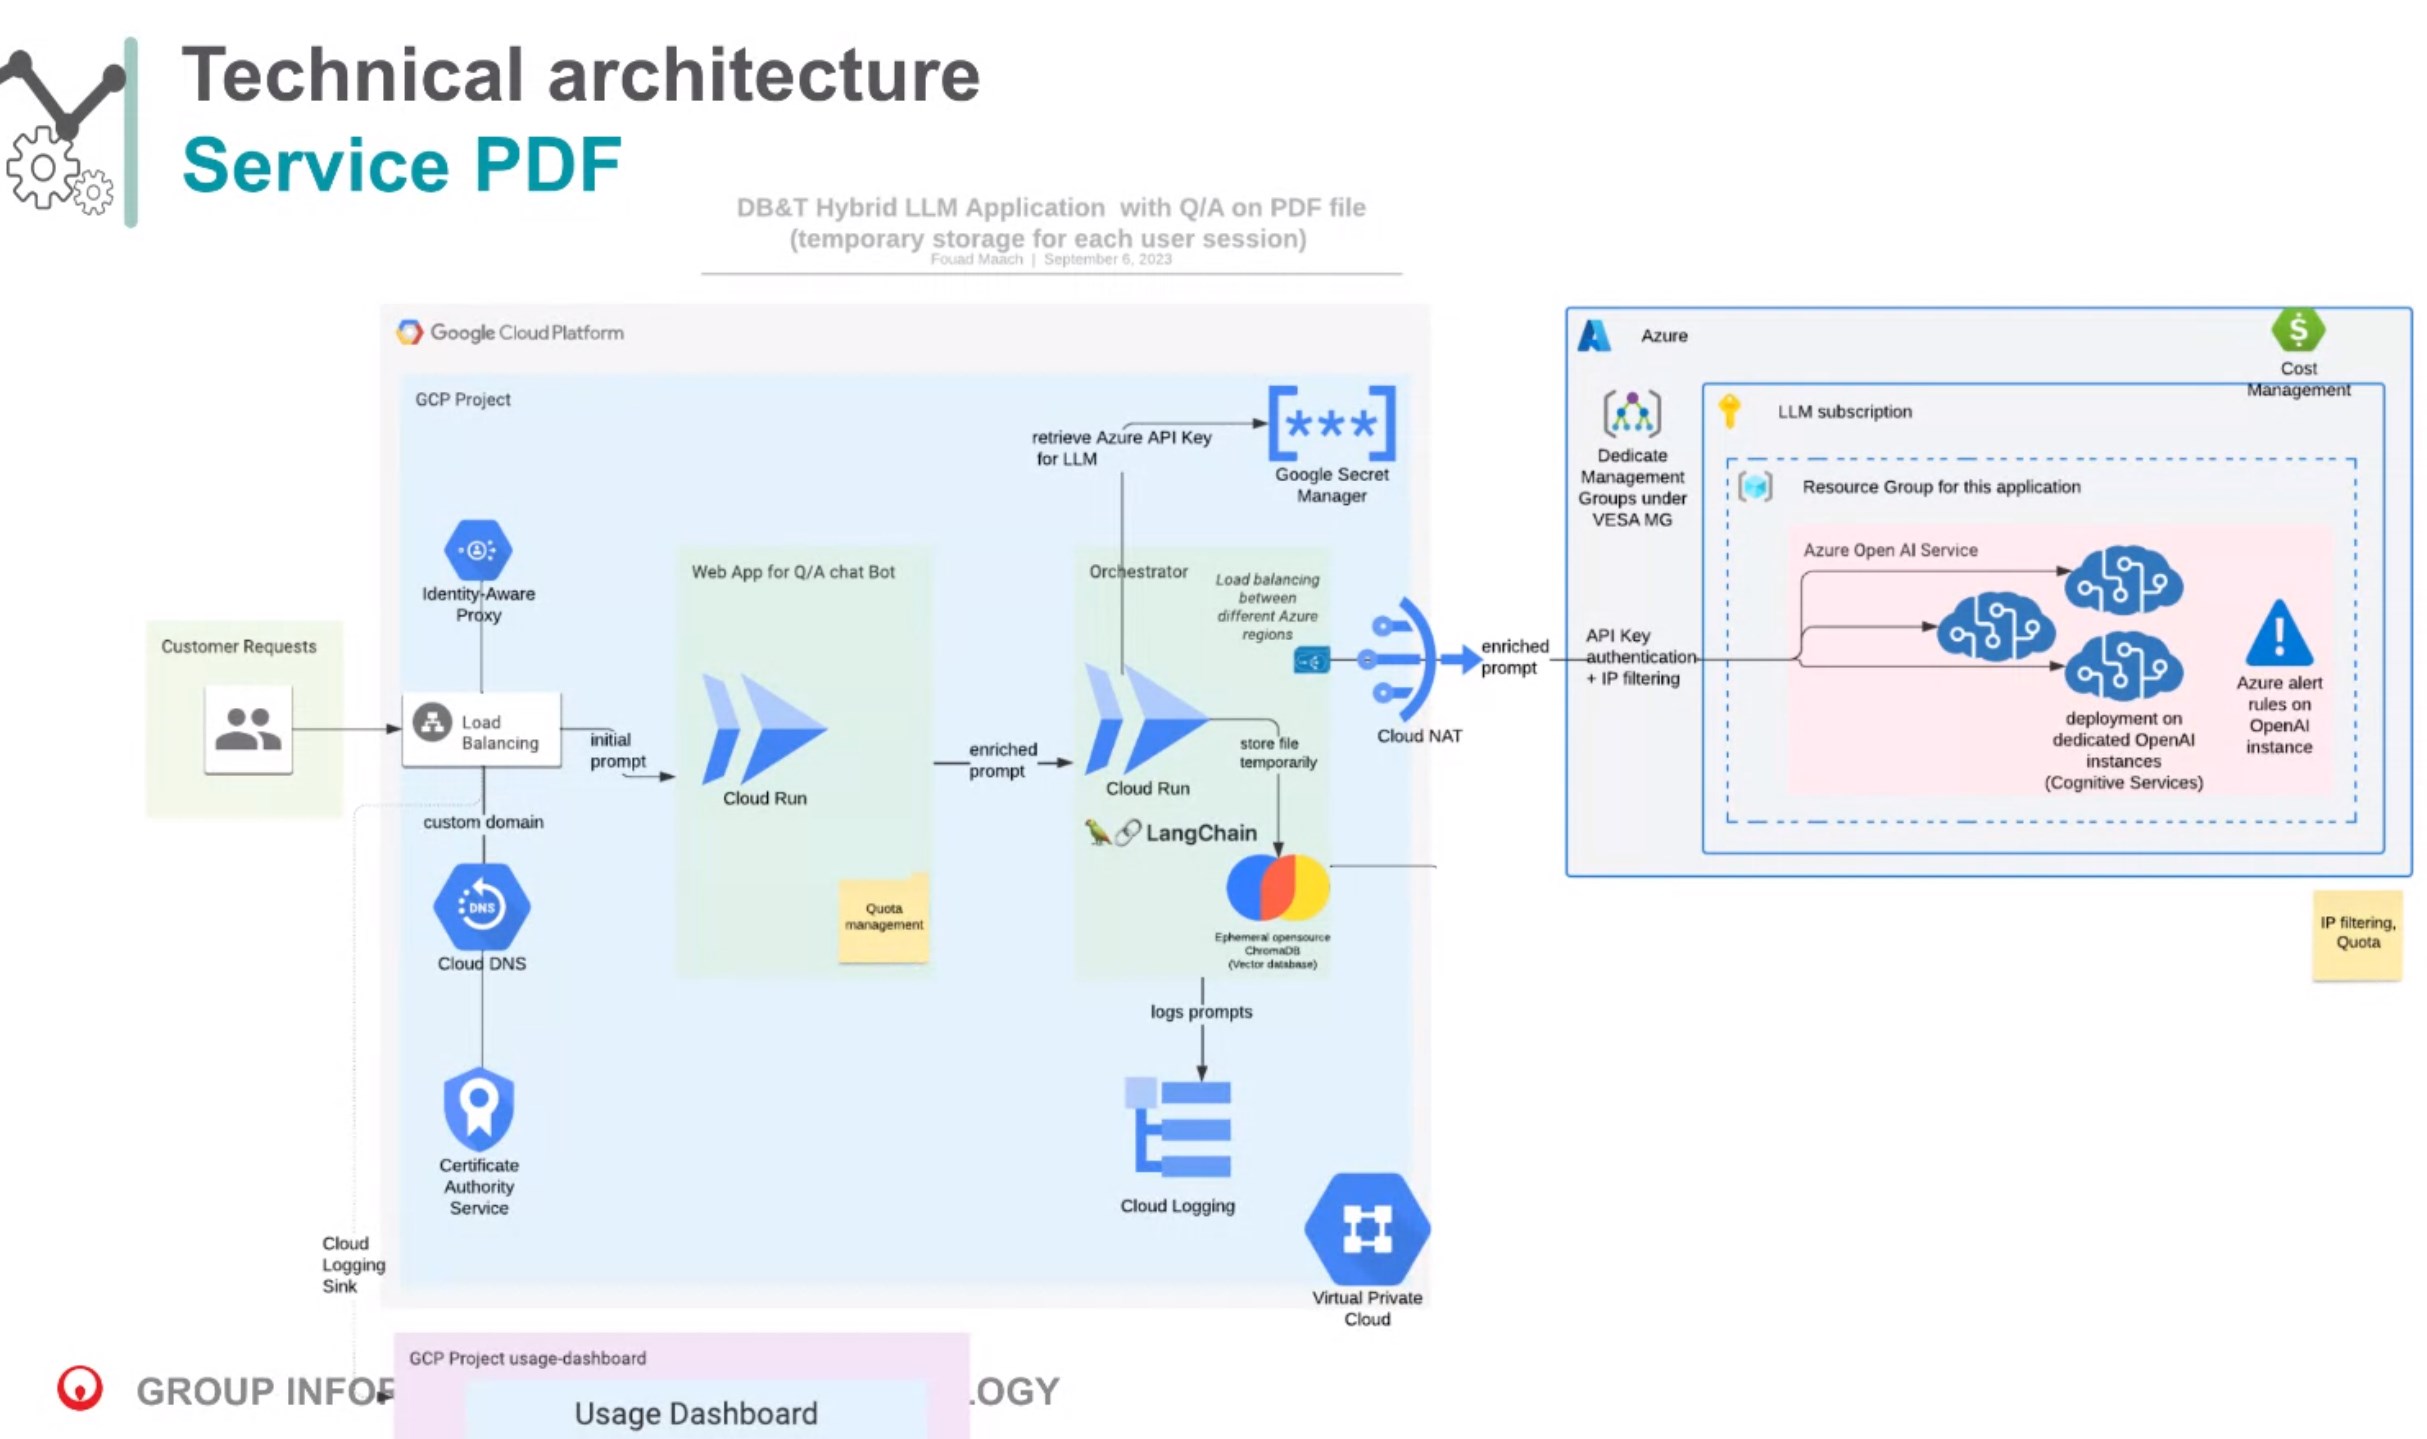 Technical architecture
Service PDF
DB&T Hybrid LLM Application with Q/A on PDF file
(temporary storage for each user session)
Fouad Maach | September 6, 2023
Google Cloud Platform
GCP Project
retrieve Azure API Key
for LLM
[***]
Google Secret
Manager
Identity-Aware
Proxy
Customer Requests
Load
Balancing
initial
prompt
custom domain
DNS
Cloud DNS
Certificate
Authority
Service
Cloud
Logging
Sink
Web App for Q/A chat Bot
Cloud Run
Quota
management
enriched
prompt
Orchestrator
Load balancing
between
different Azure
regions
Cloud Run
store file
temporarily
LangChain
Ephemeral opensource
ChromaDB
(Vector database)
logs prompts
Cloud Logging
Virtual Private
Cloud
Cloud NAT
enriched
prompt
Azure
$
Cost
Management
Dedicate
Management
Groups under
VESA MG
LLM subscription
Resource Group for this application
Azure Open AI Service
API Key
authentication
+ IP filtering
deployment on
dedicated OpenAI
instances
(Cognitive Services)
Azure alert
rules on
OpenAI
instance
IP filtering,
Quota
GCP Project usage-dashboard
Usage Dashboard
GROUP INFOR
LOGY